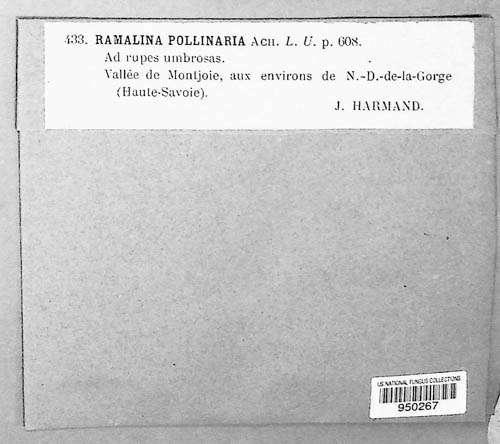 433. RAMALINA POLLINARIA Ach. L. U. p. 608.
Ad rupes umbrosas.
Vallée de Montjoie, aux environs de N.-D.-de-la-Gorge
(Haute-Savoie).
J. HARMAND.
US NATIONAL FUNGUS COLLECTIONS
950267